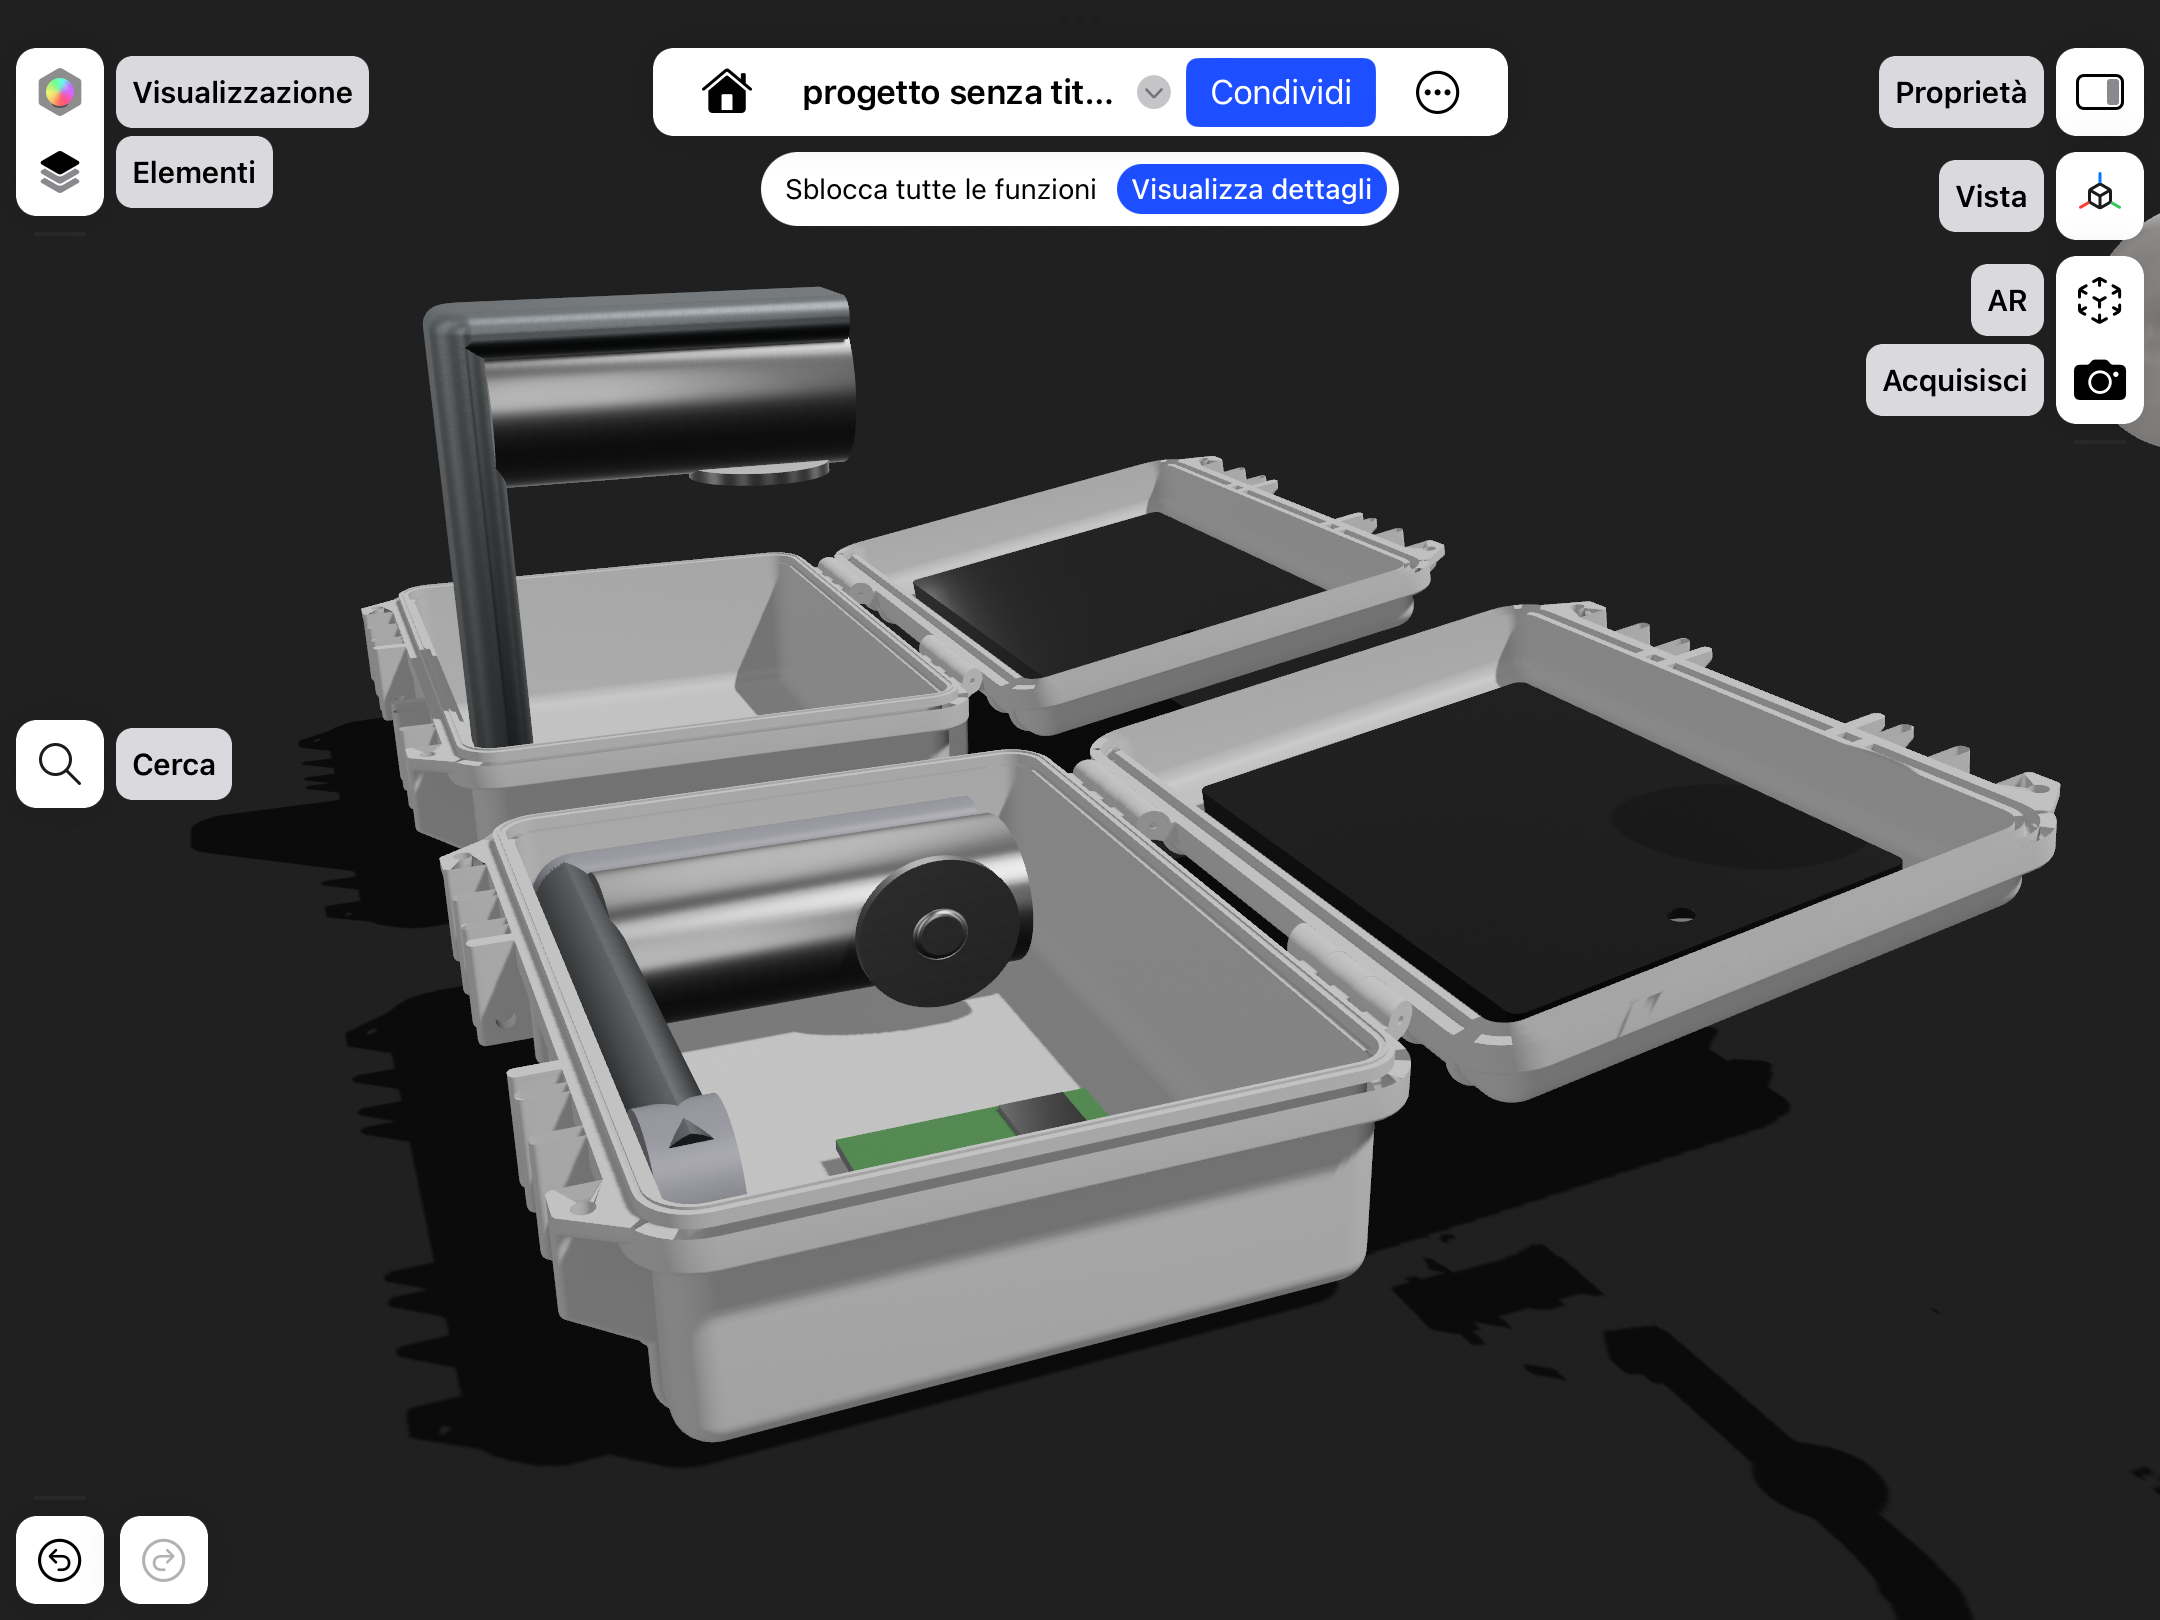 Visualizzazione
Elementi
progetto senza tit...
Condividi
Sblocca tutte le funzioni
Visualizza dettagli
Proprietà
Vista
AR
Acquisisci
Cerca